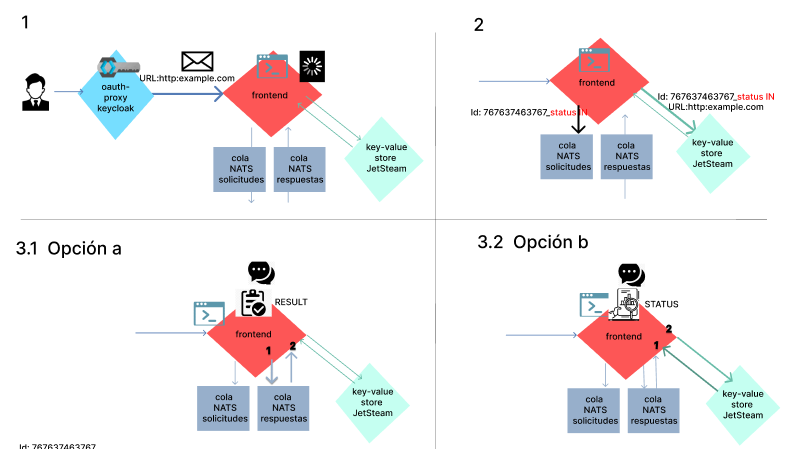 1
URL:http:example.com
oauth-
proxy
keycloak
frontend
cola
NATS
solicitudes
cola
NATS
respuestas
key-value
store
JetSteam
2
frontend
Id: 767637463767_status IN
Id: 767637463767_status IN
URL:http:example.com
cola
NATS
solicitudes
cola
NATS
respuestas
key-value
store
JetSteam
3.1 Opción a
RESULT
frontend
1
2
cola
NATS
solicitudes
cola
NATS
respuestas
key-value
store
JetSteam
Id: 767637463767
3.2 Opción b
STATUS
frontend
1
2
cola
NATS
solicitudes
cola
NATS
respuestas
key-value
store
JetSteam